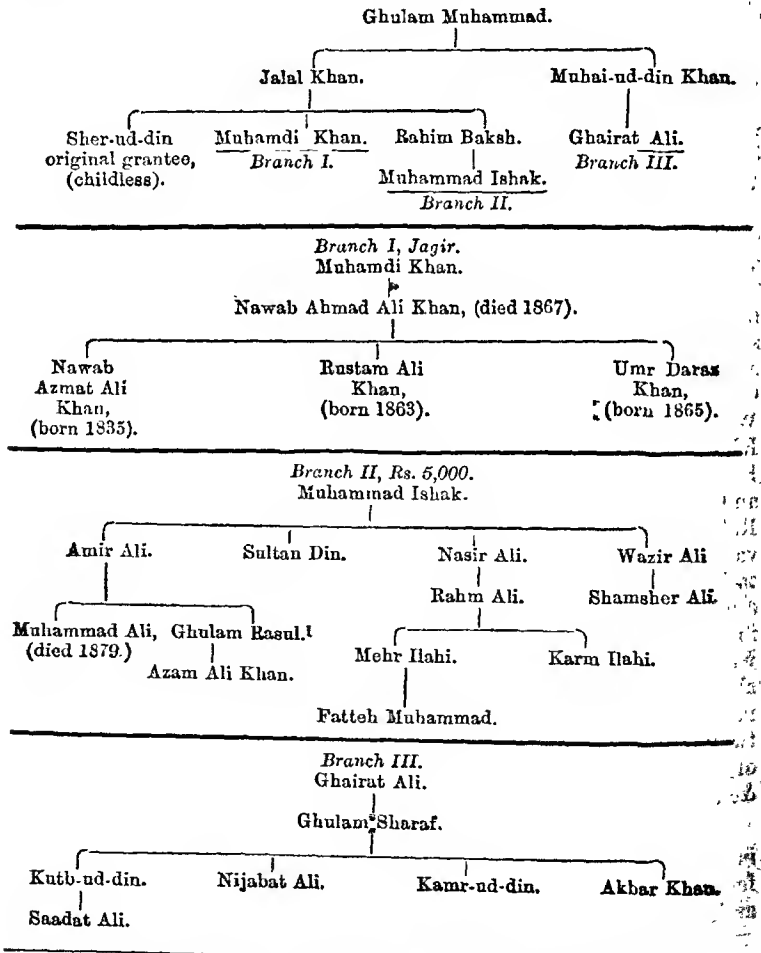 Ghulam Muhammad.
Jalal Khan. Muhai-ud-din Khan.
Sher-ud-din Muhamdi Khan. Rahim Baksh. Ghairat Ali.
original grantee, Branch I. Branch III.
(childless). Muhammad Ishak.
Branch II.
Branch I, Jagir.
Muhamdi Khan.
Nawab Ahmad Ali Khan, (died 1867).
Nawab Rustam Ali Umr Daraz
Azmat Ali Khan, Khan,
Khan, (born 1863). (born 1865).
(born 1835).
Branch II, Rs. 5,000.
Muhammad Ishak.
Amir Ali. Sultan Din. Nasir Ali. Wazir Ali
Rahm Ali. Shamsher Ali.
Muhammad Ali, Ghulam Rasul.
(died 1879.) Mehr Ilahi. Karm Ilahi.
Azam Ali Khan.
Fatteh Muhammad.
Branch III.
Ghairat Ali.
Ghulam Sharaf.
Kutb-ud-din. Nijabat Ali. Kamr-ud-din. Akbar Khan.
Saadat Ali.